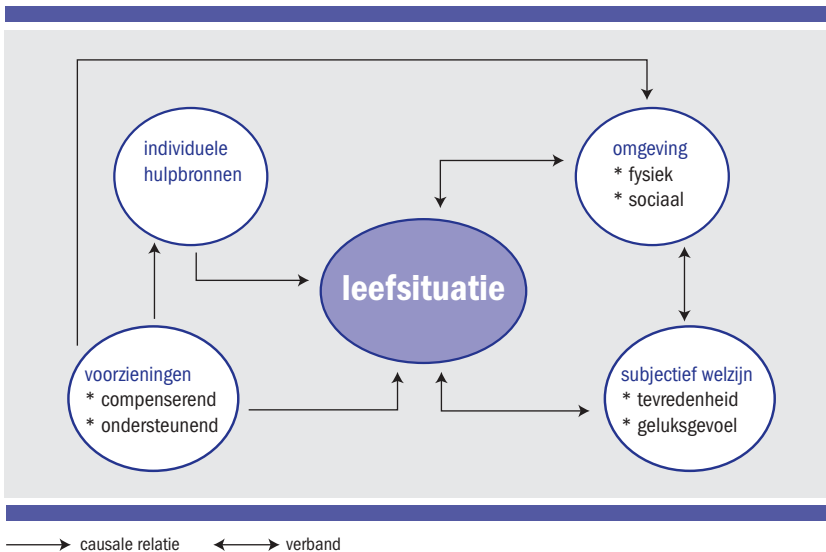 individuele
hulpbronnen
omgeving
* fysiek
* sociaal
leefsituatie
voorzieningen
* compenserend
* ondersteunend
subjectief welzijn
* tevredenheid
* geluksgevoel
causale relatie
verband